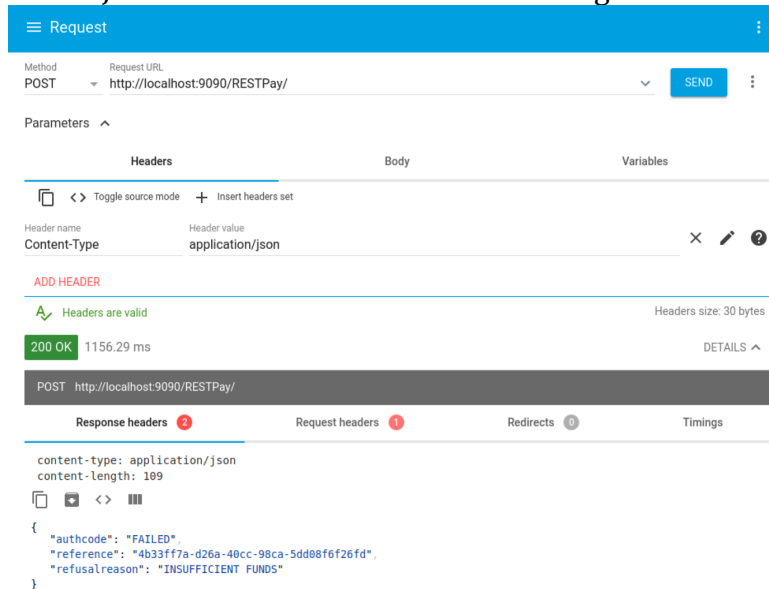 Request
Method
Request URL
POST
http://localhost:9090/RESTPay/
SEND
Parameters
Headers
Body
Variables
Toggle source mode
Insert headers set
Header name
Header value
Content-Type
application/json
ADD HEADER
Headers are valid
Headers size: 30 bytes
200 OK
1156.29 ms
DETAILS
POST http://localhost:9090/RESTPay/
Response headers 2
Request headers 1
Redirects 0
Timings
content-type: application/json
content-length: 109
{
"authcode": "FAILED",
"reference": "4b33ff7a-d26a-40cc-98ca-5dd08f6f26fd",
"refusalreason": "INSUFFICIENT FUNDS"
}